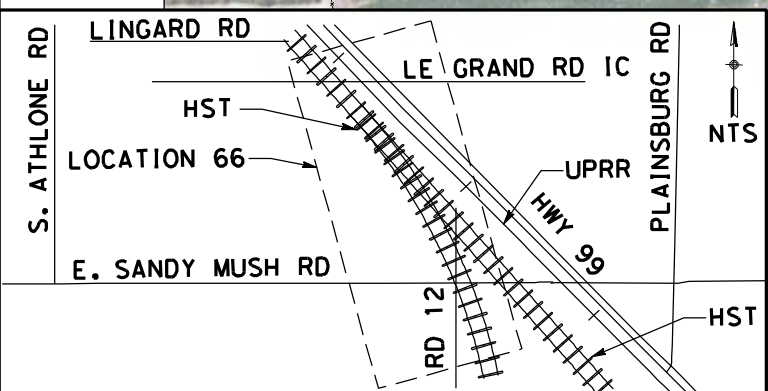 LINGARD RD
S. ATHLONE RD
LE GRAND RD IC
PLAINSBURG RD
NTS
HST
LOCATION 66
UPRR
HWY 99
E. SANDY MUSH RD
RD 12
HST